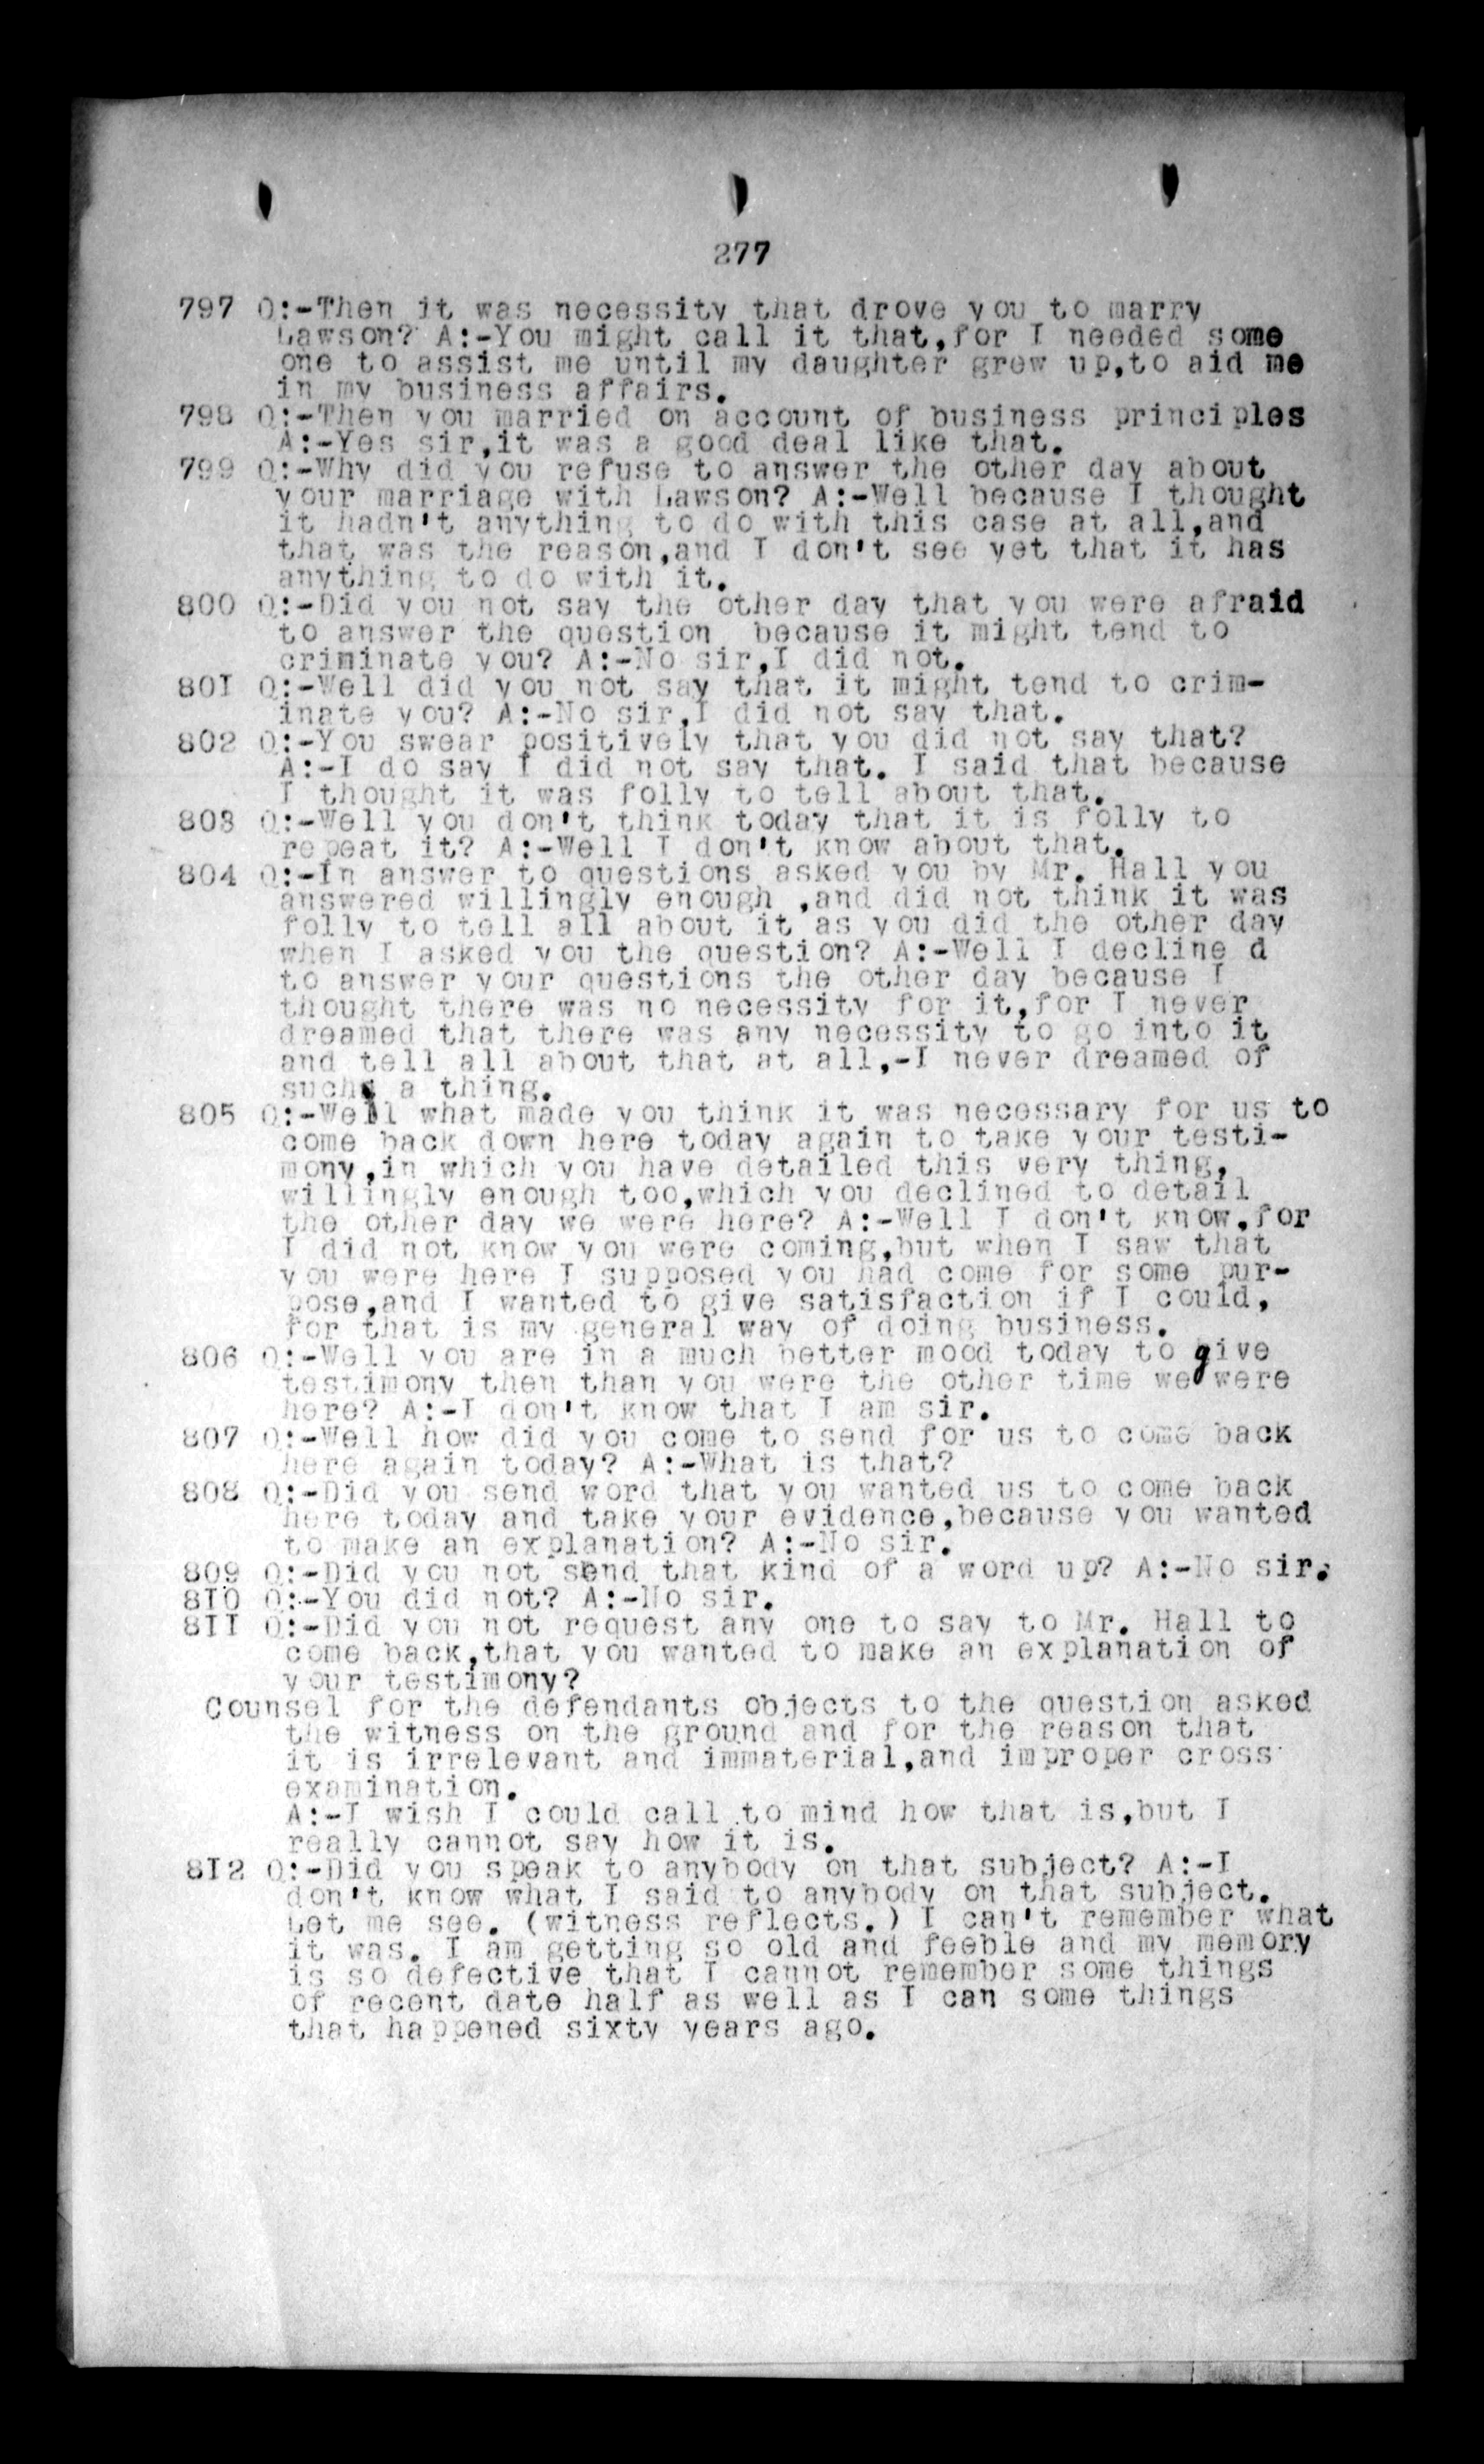 277
797 Q:-Then it was necessity that drove you to marry
Lawson? A:-You might call it that,for I needed some
one to assist me until my daughter grew up,to aid me
in my business affairs.
798 Q:-Then you married on account of business principles
A:-Yes sir,it was a good deal like that.
799 Q:-Why did you refuse to answer the other day about
your marriage with Lawson? A:-Well because I thought
it hadn't anything to do with this case at all,and
that was the reason,and I don't see yet that it has
anything to do with it.
800 Q:-Did you not say the other day that you were afraid
to answer the question because it might tend to
criminate you? A:-No sir,I did not.
80I Q:-Well did you not say that it might tend to crim-
inate you? A:-No sir,I did not say that.
802 Q:-You swear positively that you did not say that?
A:-I do say I did not say that. I said that because
I thought it was folly to tell about that.
803 Q:-Well you don't think today that it is folly to
repeat it? A:-Well I don't know about that.
804 Q:-In answer to questions asked you by Mr. Hall you
answered willingly enough ,and did not think it was
folly to tell all about it as you did the other day
when I asked you the question? A:-Well I decline d
to answer your questions the other day because I
thought there was no necessity for it,for I never
dreamed that there was any necessity to go into it
and tell all about that at all,-I never dreamed of
such a thing.
805 Q:-Well what made you think it was necessary for us to
come back down here today again to take your testi-
mony,in which you have detailed this very thing,
willingly enough too,which you declined to detail
the other day we were here? A:-Well I don't know,for
I did not know you were coming,but when I saw that
you were here I supposed you had come for some pur-
pose,and I wanted to give satisfaction if I could,
for that is my general way of doing business.
806 Q:-Well you are in a much better mood today to give
testimony then than you were the other time we were
here? A:-I don't know that I am sir.
807 Q:-Well how did you come to send for us to come back
here again today? A:-What is that?
808 Q:-Did you send word that you wanted us to come back
here today and take your evidence,because you wanted
to make an explanation? A:-No sir.
809 Q:-Did you not send that kind of a word up? A:-No sir.
8I0 Q:-You did not? A:-No sir.
8II Q:-Did you not request any one to say to Mr. Hall to
come back,that you wanted to make an explanation of
your testimony?
Counsel for the defendants objects to the question asked
the witness on the ground and for the reason that
it is irrelevant and immaterial,and improper cross
examination.
A:-I wish I could call to mind how that is,but I
really cannot say how it is.
8I2 Q:-Did you speak to anybody on that subject? A:-I
don't know what I said to anybody on that subject.
Let me see. (witness reflects.) I can't remember what
it was. I am getting so old and feeble and my memory
is so defective that I cannot remember some things
of recent date half as well as I can some things
that happened sixty years ago.